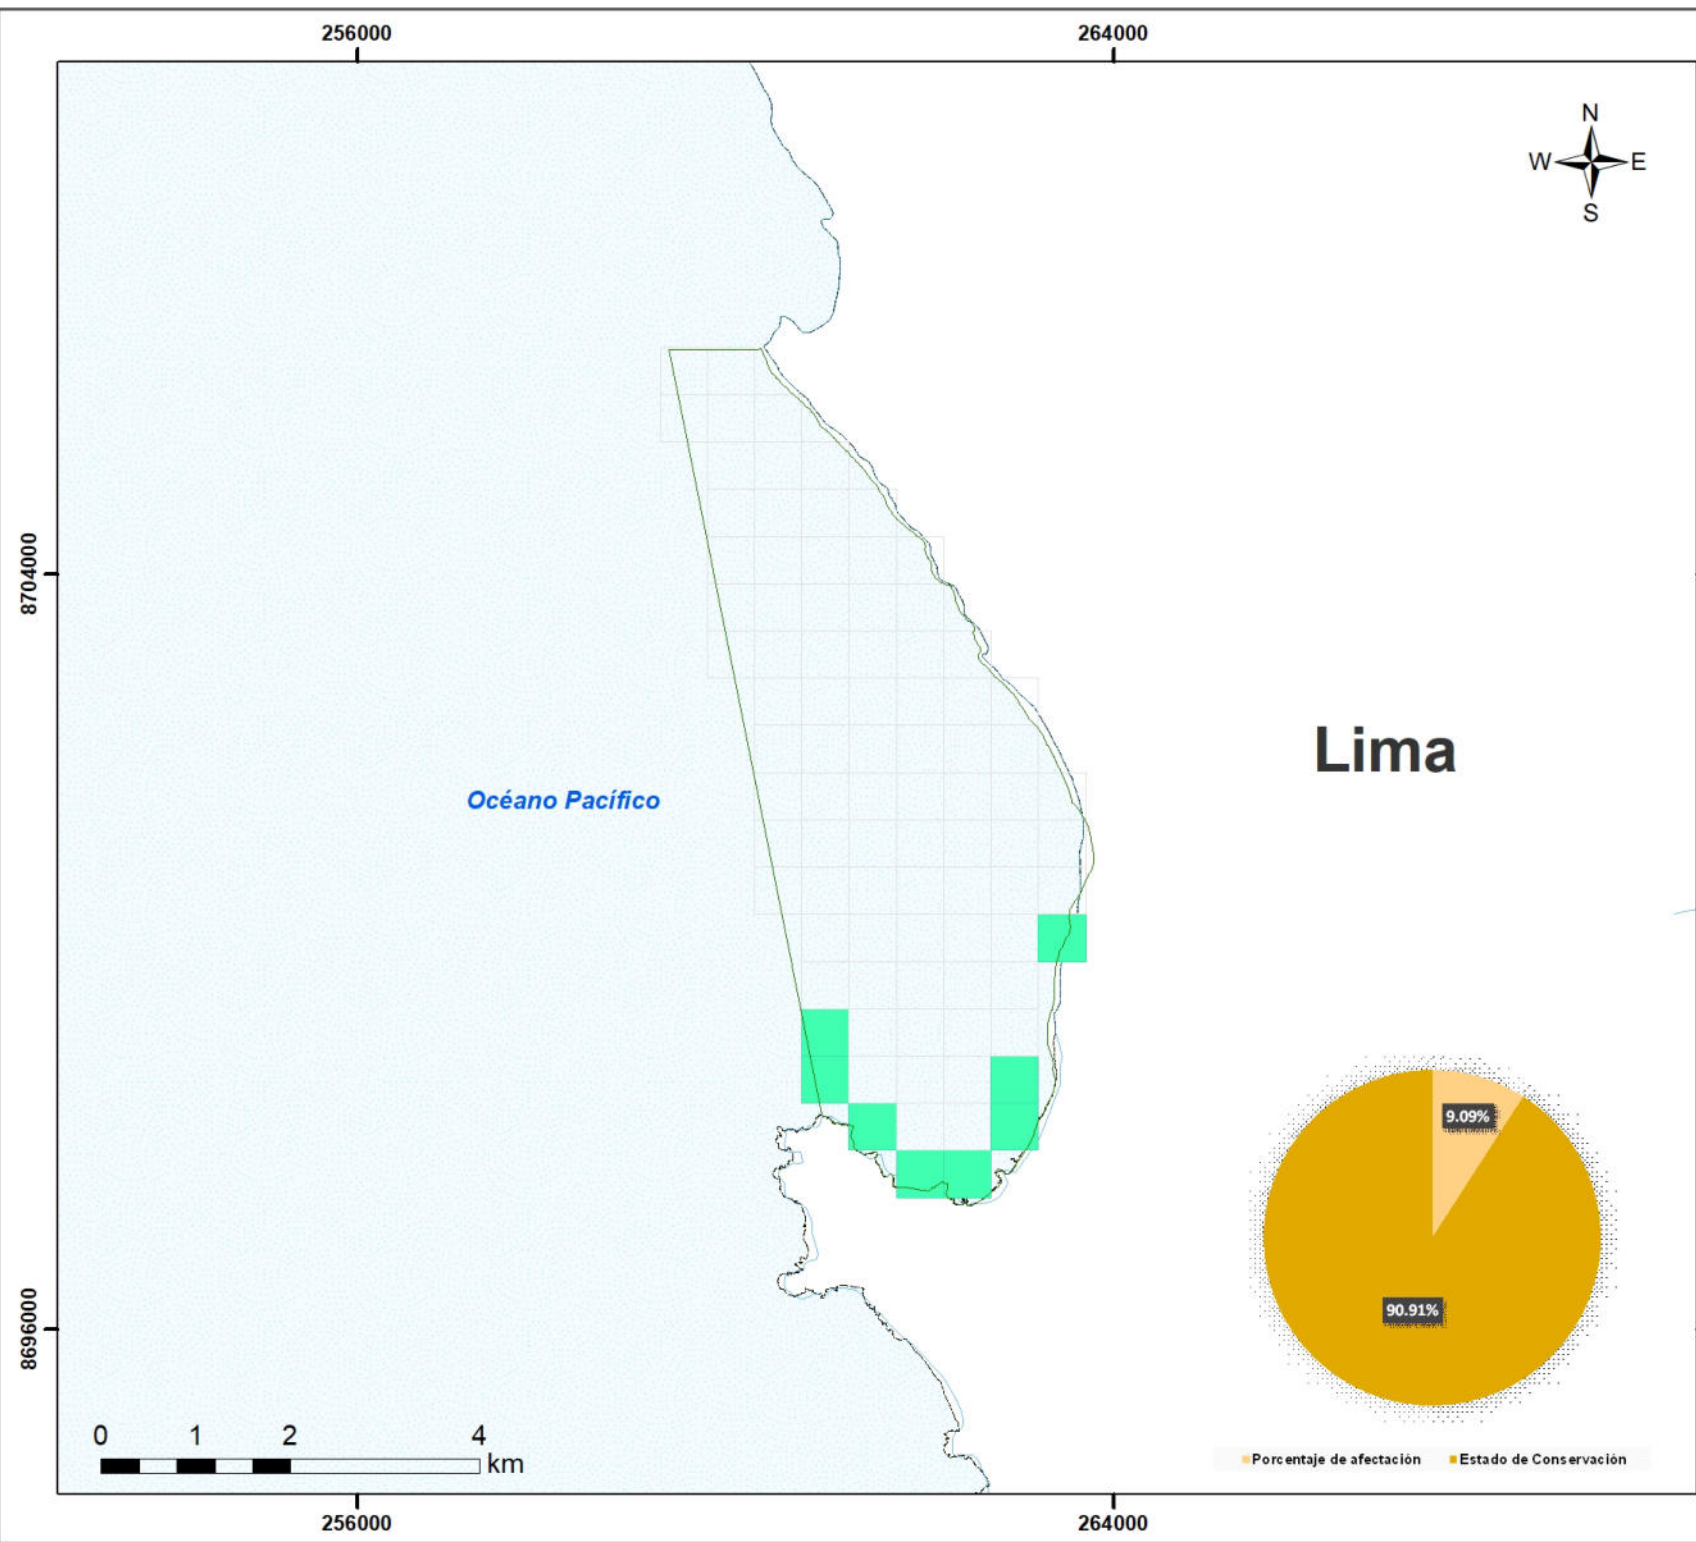 256000 264000
N
W E
S
8704000
Lima
Océano Pacífico
9.09%
90.91%
8696000
0 1 2 4
km
Porcentaje de afectación Estado de Conservación
256000 264000